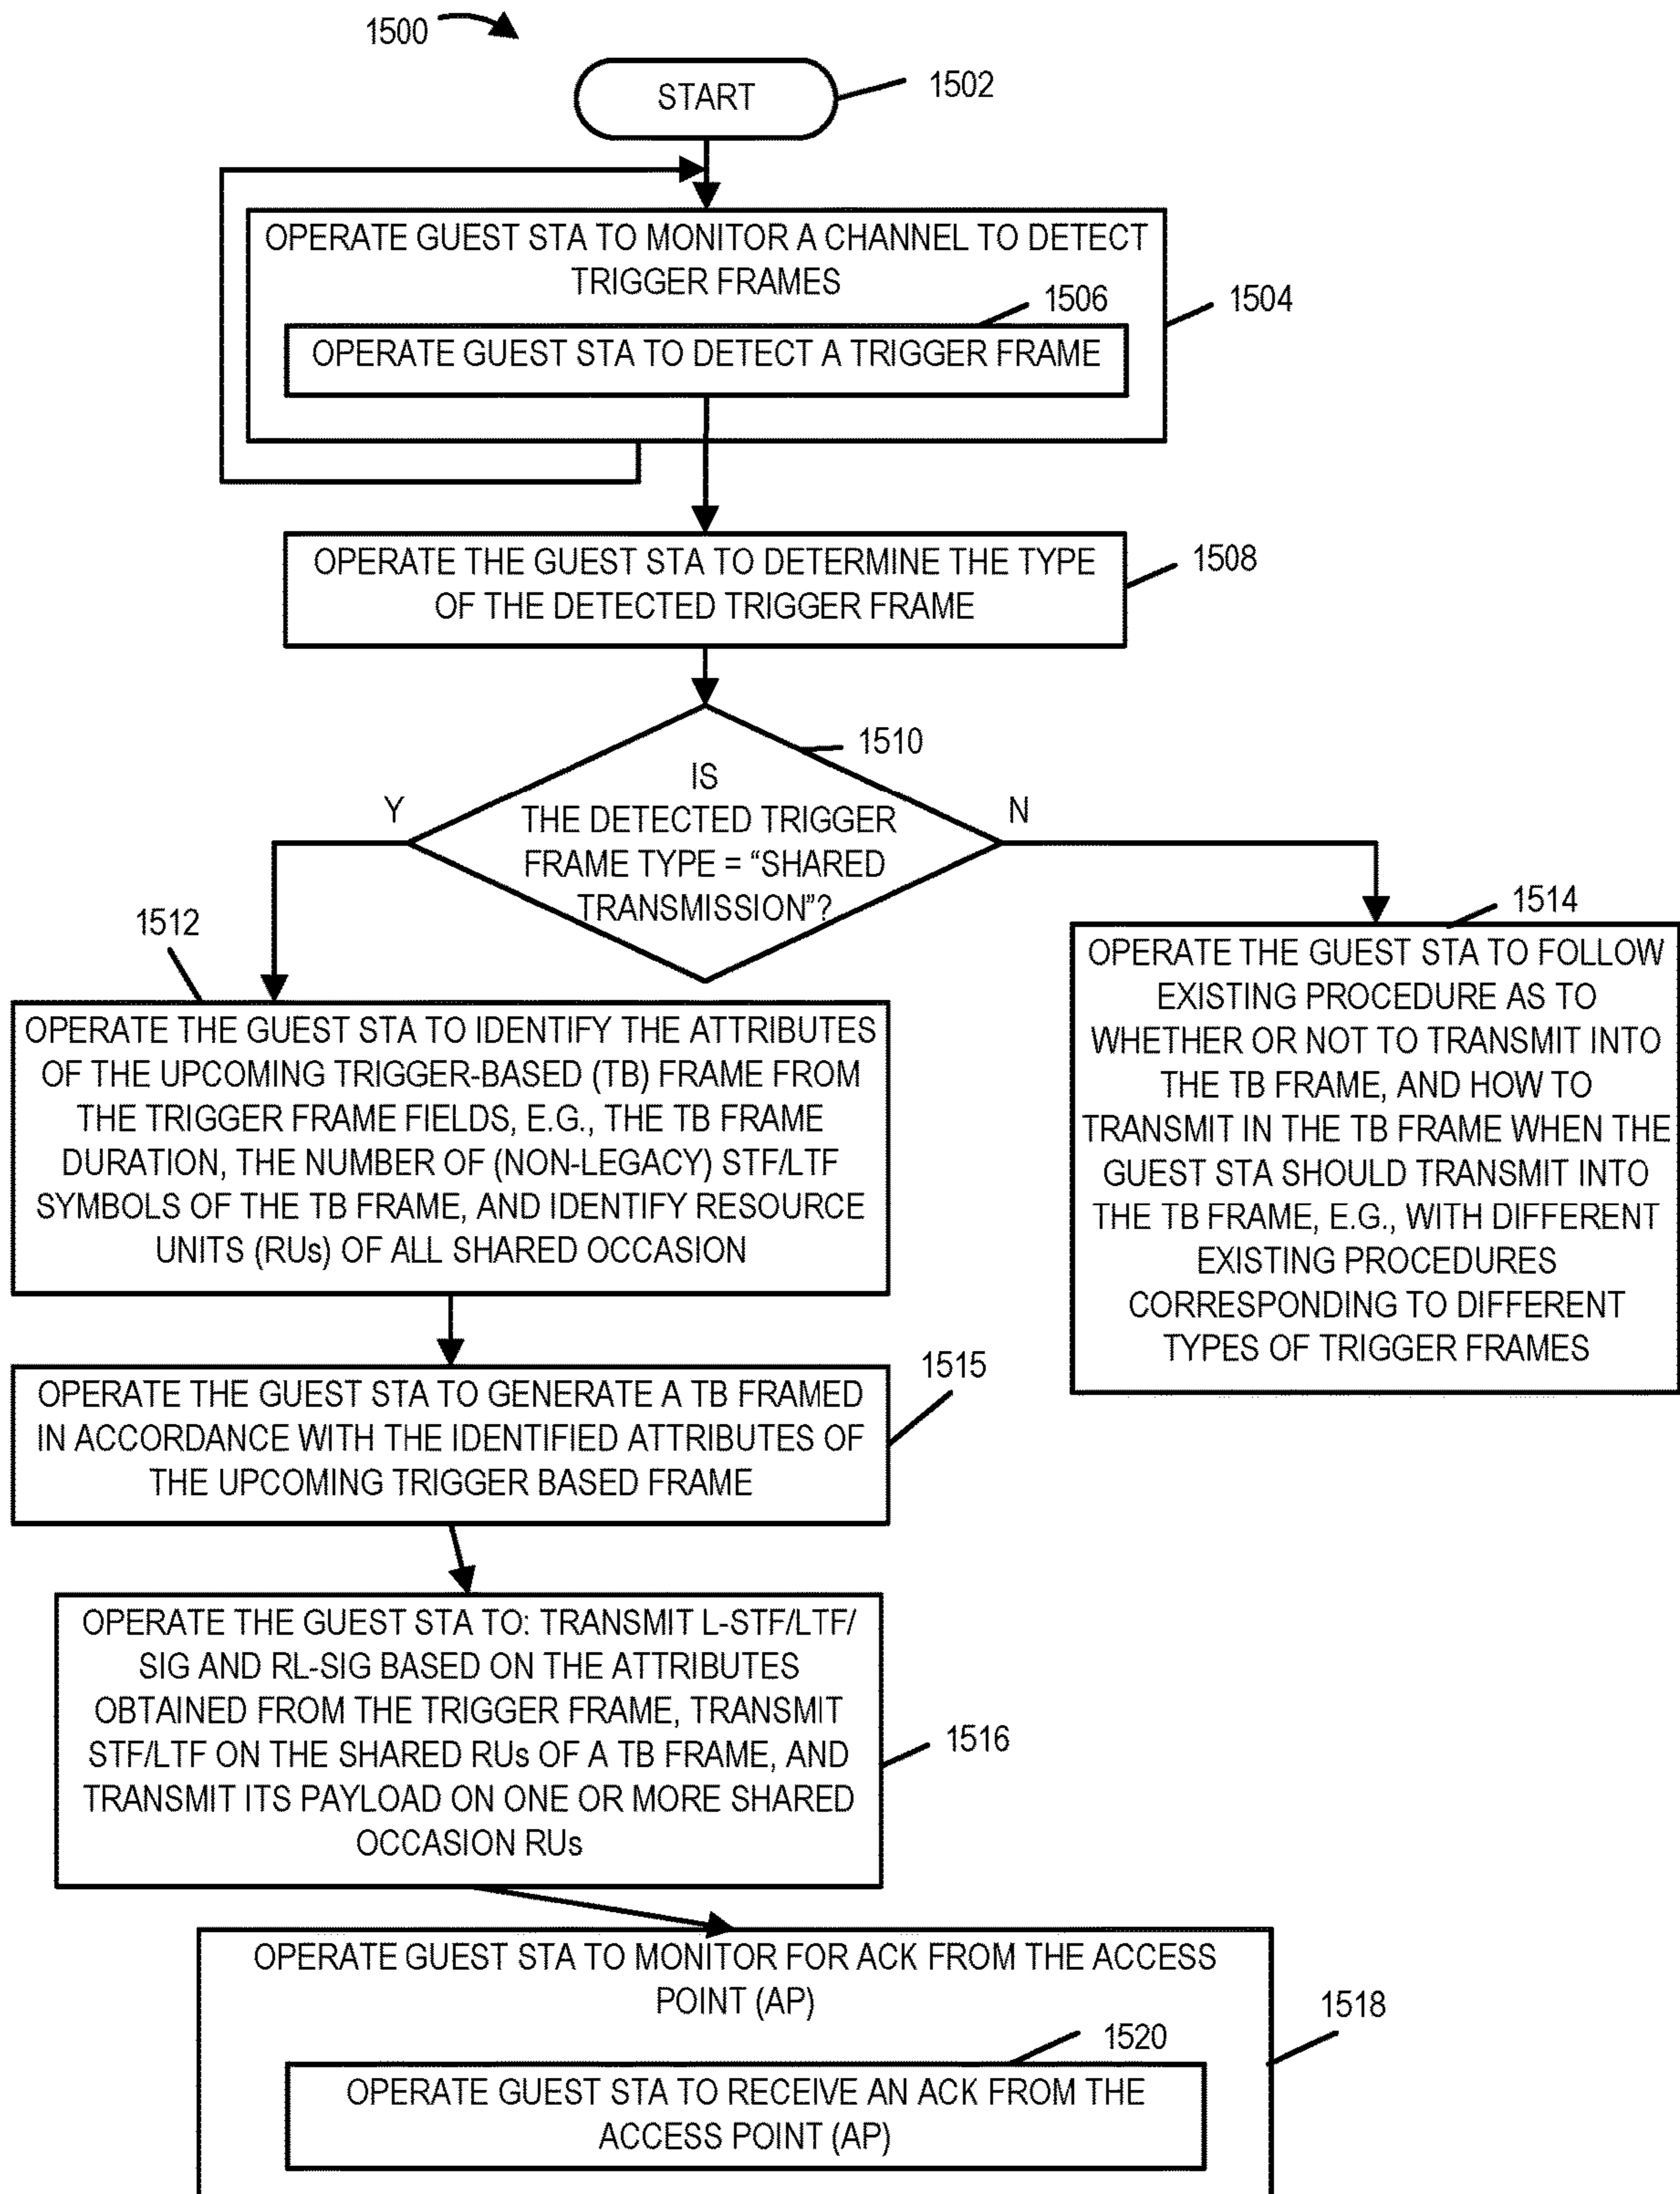 1500
START
1502
OPERATE GUEST STA TO MONITOR A CHANNEL TO DETECT
TRIGGER FRAMES
1506
1504
OPERATE GUEST STA TO DETECT A TRIGGER FRAME
OPERATE THE GUEST STA TO DETERMINE THE TYPE
OF THE DETECTED TRIGGER FRAME
1508
1510
IS
THE DETECTED TRIGGER
FRAME TYPE = “SHARED
TRANSMISSION”?
Y
N
1512
OPERATE THE GUEST STA TO IDENTIFY THE ATTRIBUTES
OF THE UPCOMING TRIGGER-BASED (TB) FRAME FROM
THE TRIGGER FRAME FIELDS, E.G., THE TB FRAME
DURATION, THE NUMBER OF (NON-LEGACY) STF/LTF
SYMBOLS OF THE TB FRAME, AND IDENTIFY RESOURCE
UNITS (RUs) OF ALL SHARED OCCASION
1514
OPERATE THE GUEST STA TO FOLLOW
EXISTING PROCEDURE AS TO
WHETHER OR NOT TO TRANSMIT INTO
THE TB FRAME, AND HOW TO
TRANSMIT IN THE TB FRAME WHEN THE
GUEST STA SHOULD TRANSMIT INTO
THE TB FRAME, E.G., WITH DIFFERENT
EXISTING PROCEDURES
CORRESPONDING TO DIFFERENT
TYPES OF TRIGGER FRAMES
1515
OPERATE THE GUEST STA TO GENERATE A TB FRAMED
IN ACCORDANCE WITH THE IDENTIFIED ATTRIBUTES OF
THE UPCOMING TRIGGER BASED FRAME
OPERATE THE GUEST STA TO: TRANSMIT L-STF/LTF/
SIG AND RL-SIG BASED ON THE ATTRIBUTES
OBTAINED FROM THE TRIGGER FRAME, TRANSMIT
STF/LTF ON THE SHARED RUs OF A TB FRAME, AND
TRANSMIT ITS PAYLOAD ON ONE OR MORE SHARED
OCCASION RUs
1516
OPERATE GUEST STA TO MONITOR FOR ACK FROM THE ACCESS
POINT (AP)
1518
1520
OPERATE GUEST STA TO RECEIVE AN ACK FROM THE
ACCESS POINT (AP)